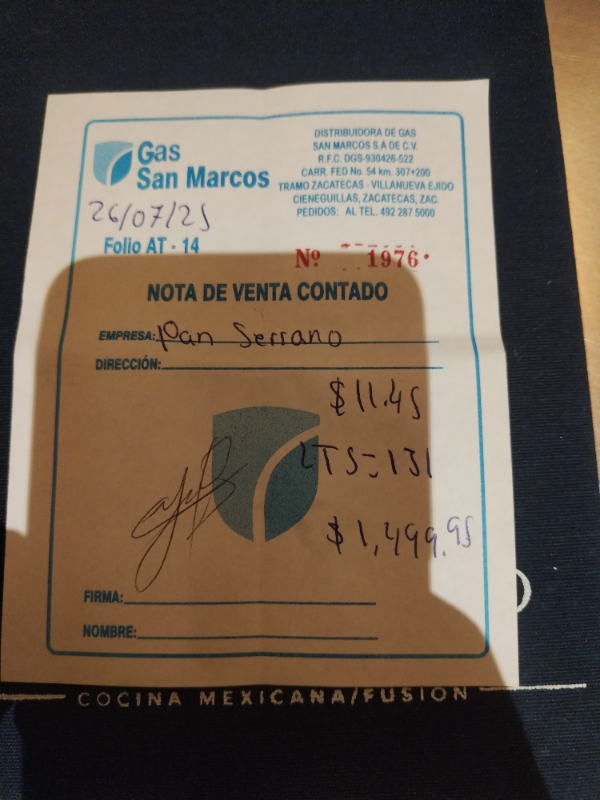 Gas
San Marcos
DISTRIBUIDORA DE GAS
SAN MARCOS S.A DE C.V.
R.F.C. DGS-930426-522
CARR. FED No. 54 km. 307+200
TRAMO ZACATECAS - VILLANUEVA EJIDO
CIENEGUILLAS, ZACATECAS, ZAC.
PEDIDOS: AL TEL. 492 287 5000
26/07/25
Folio AT - 14
Nº 1976
NOTA DE VENTA CONTADO
EMPRESA: Pan Serrano
DIRECCIÓN:
$11.45
LTS=131
$1,499.95
FIRMA:
NOMBRE:
COCINA MEXICANA/FUSION